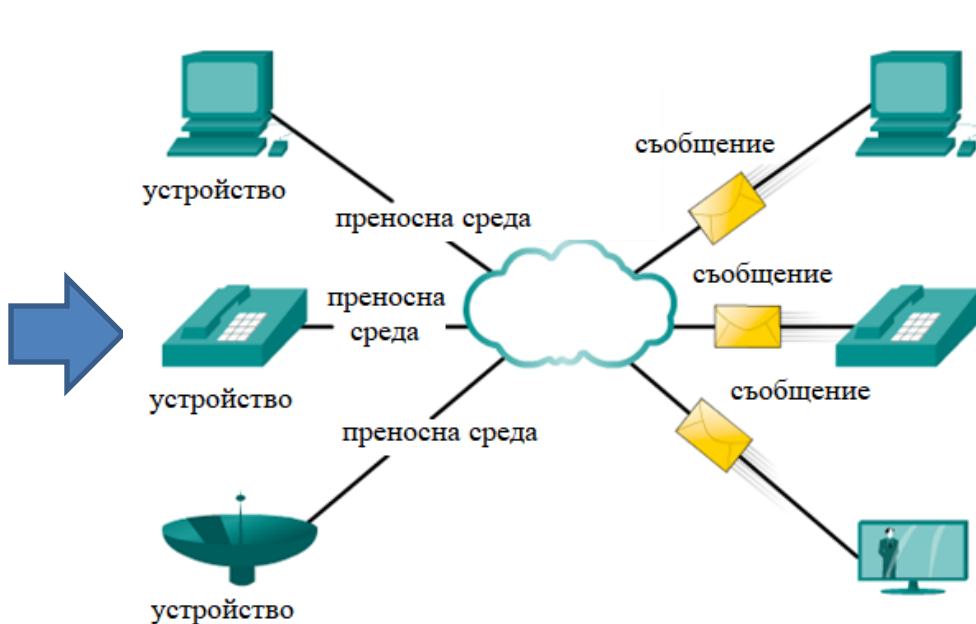 съобщение
устройство
преносна среда
съобщение
преносна
среда
съобщение
устройство
преносна среда
устройство